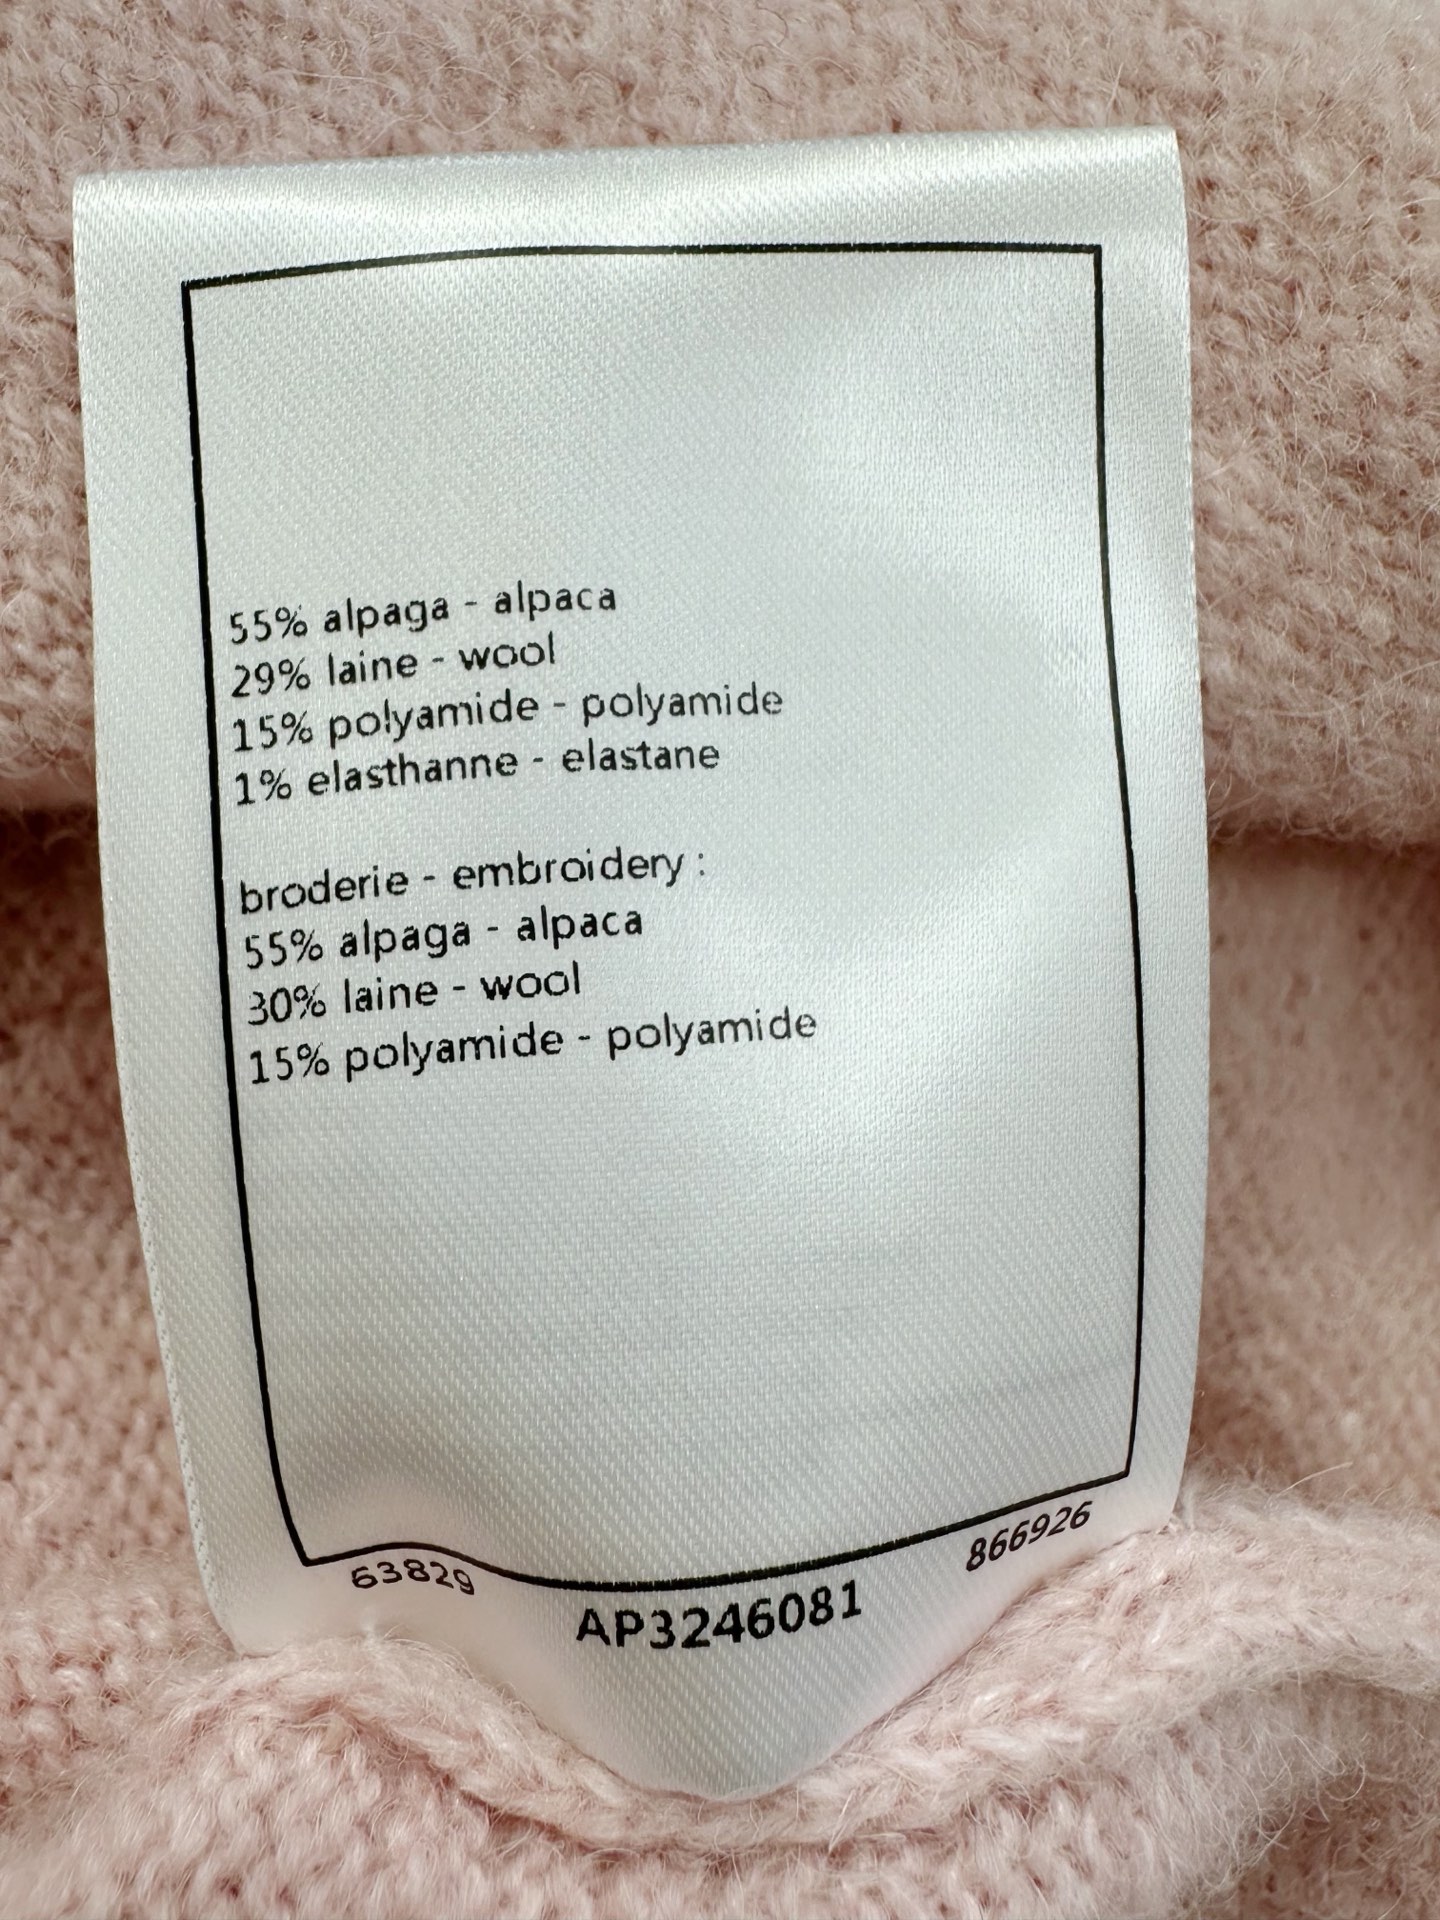 55% alpaga - alpaca
29% laine - wool
15% polyamide - polyamide
1% elasthanne - elastane
broderie - embroidery :
55% alpaga - alpaca
30% laine - wool
15% polyamide - polyamide
63829
866926
AP3246081